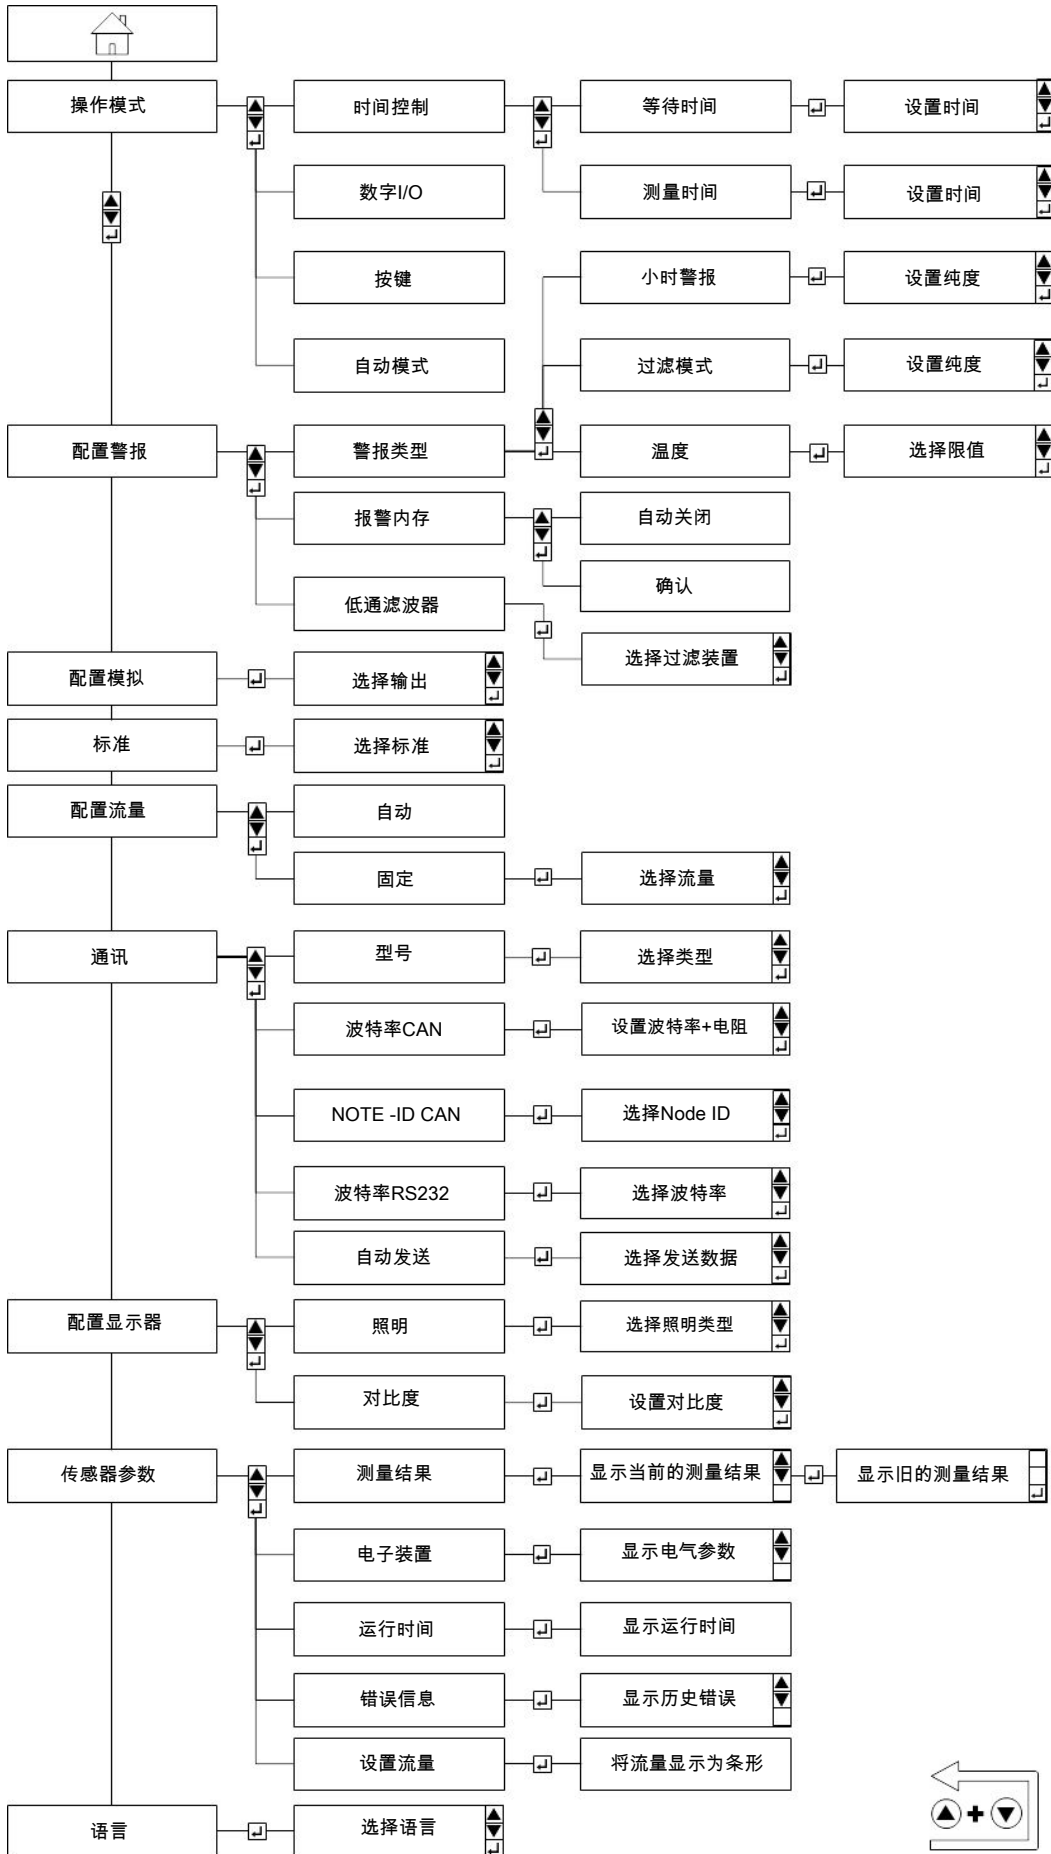 操作模式
时间控制
等待时间
设置时间
数字I/O
测量时间
设置时间
按键
小时警报
设置纯度
自动模式
过滤模式
设置纯度
配置警报
警报类型
温度
选择限值
报警内存
自动关闭
确认
低通滤波器
选择过滤装置
配置模拟
选择输出
标准
选择标准
配置流量
自动
固定
选择流量
通讯
型号
选择类型
波特率CAN
设置波特率+电阻
NOTE -ID CAN
选择Node ID
波特率RS232
选择波特率
自动发送
选择发送数据
配置显示器
照明
选择照明类型
对比度
设置对比度
传感器参数
测量结果
显示当前的测量结果
显示旧的测量结果
电子装置
显示电气参数
运行时间
显示运行时间
错误信息
显示历史错误
设置流量
将流量显示为条形
语言
选择语言